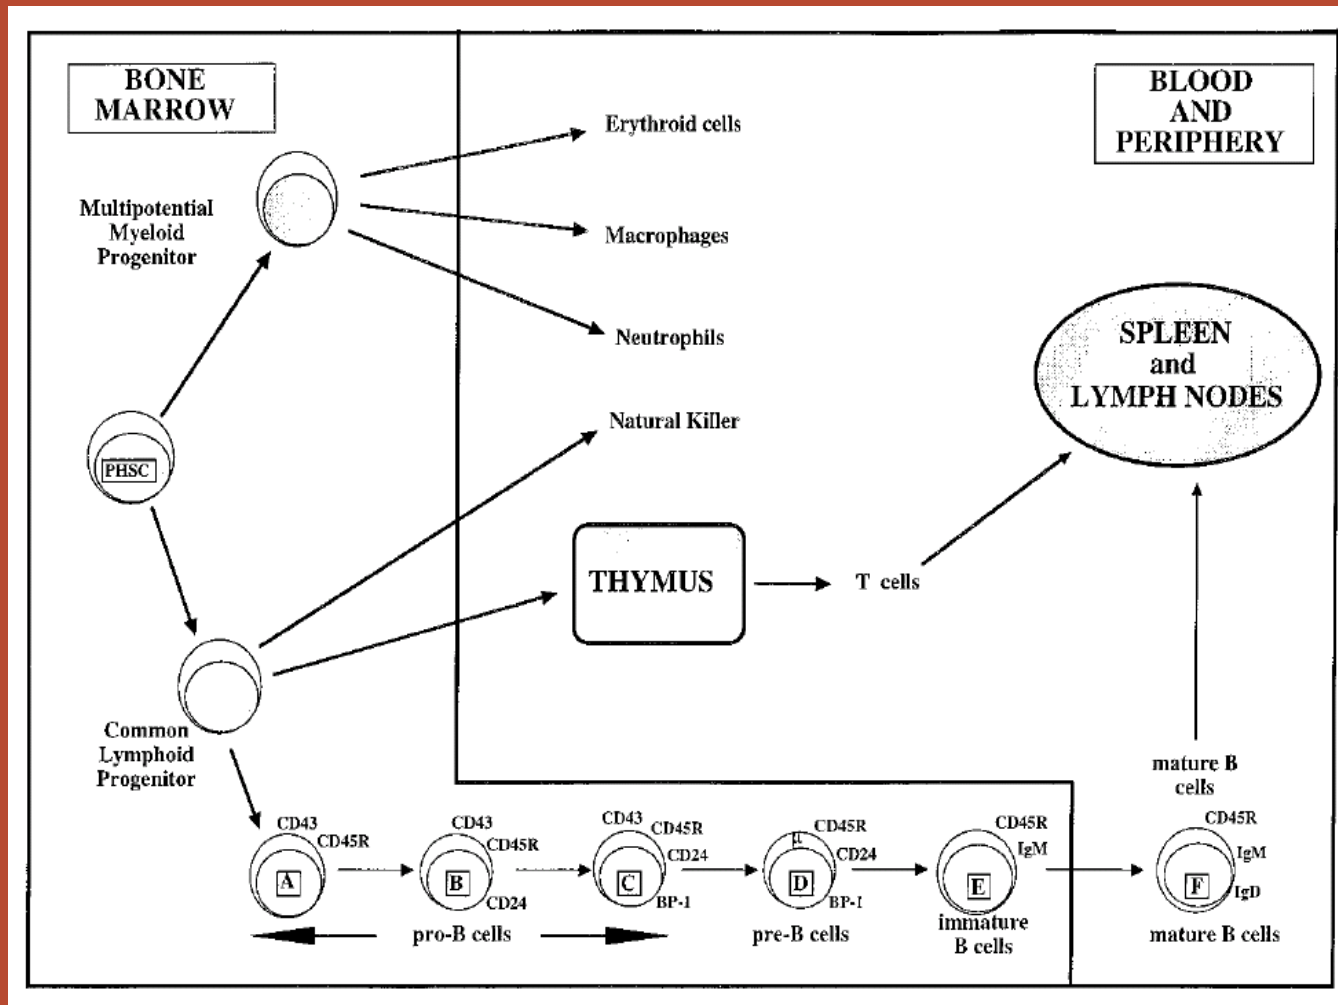 BONE
MARROW
BLOOD
AND
PERIPHERY
Erythroid cells
Multipotential
Myeloid
Progenitor
Macrophages
Neutrophils
SPLEEN
and
LYMPH NODES
Natural Killer
PHSC
THYMUS
T cells
Common
Lymphoid
Progenitor
mature B
cells
CD43
CD45R
A
CD43
CD45R
B
CD24
CD43
CD45R
CD24
C
BP-1
μ
CD45R
CD24
D
BP-1
CD45R
IgM
E
CD45R
IgM
F
IgD
pro-B cells
pre-B cells
immature
B cells
mature B cells